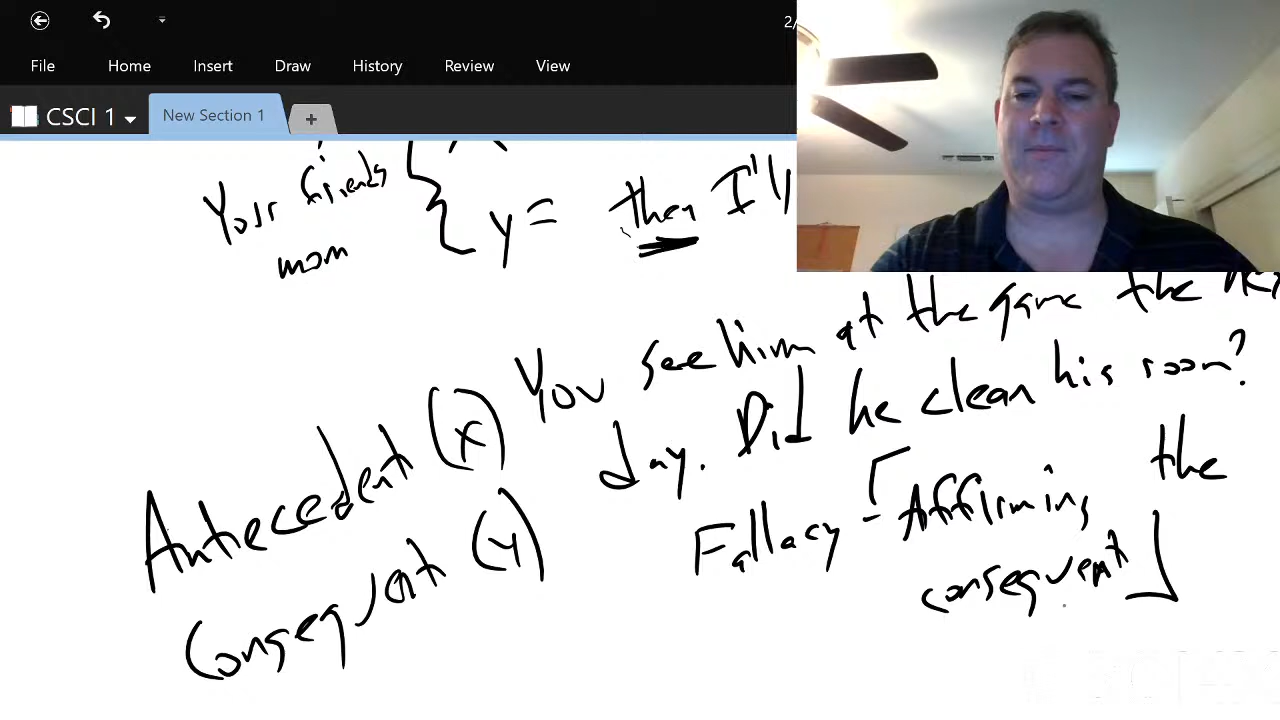 2/
File Home Insert Draw History Review View
CSCI 1 New Section 1 +
Your friends
mom
y = then I'll
You see him at the game the
day. Did he clean his room?
Antecedent (x)
Consequent (y)
Fallacy - [Affirming the
consequent]